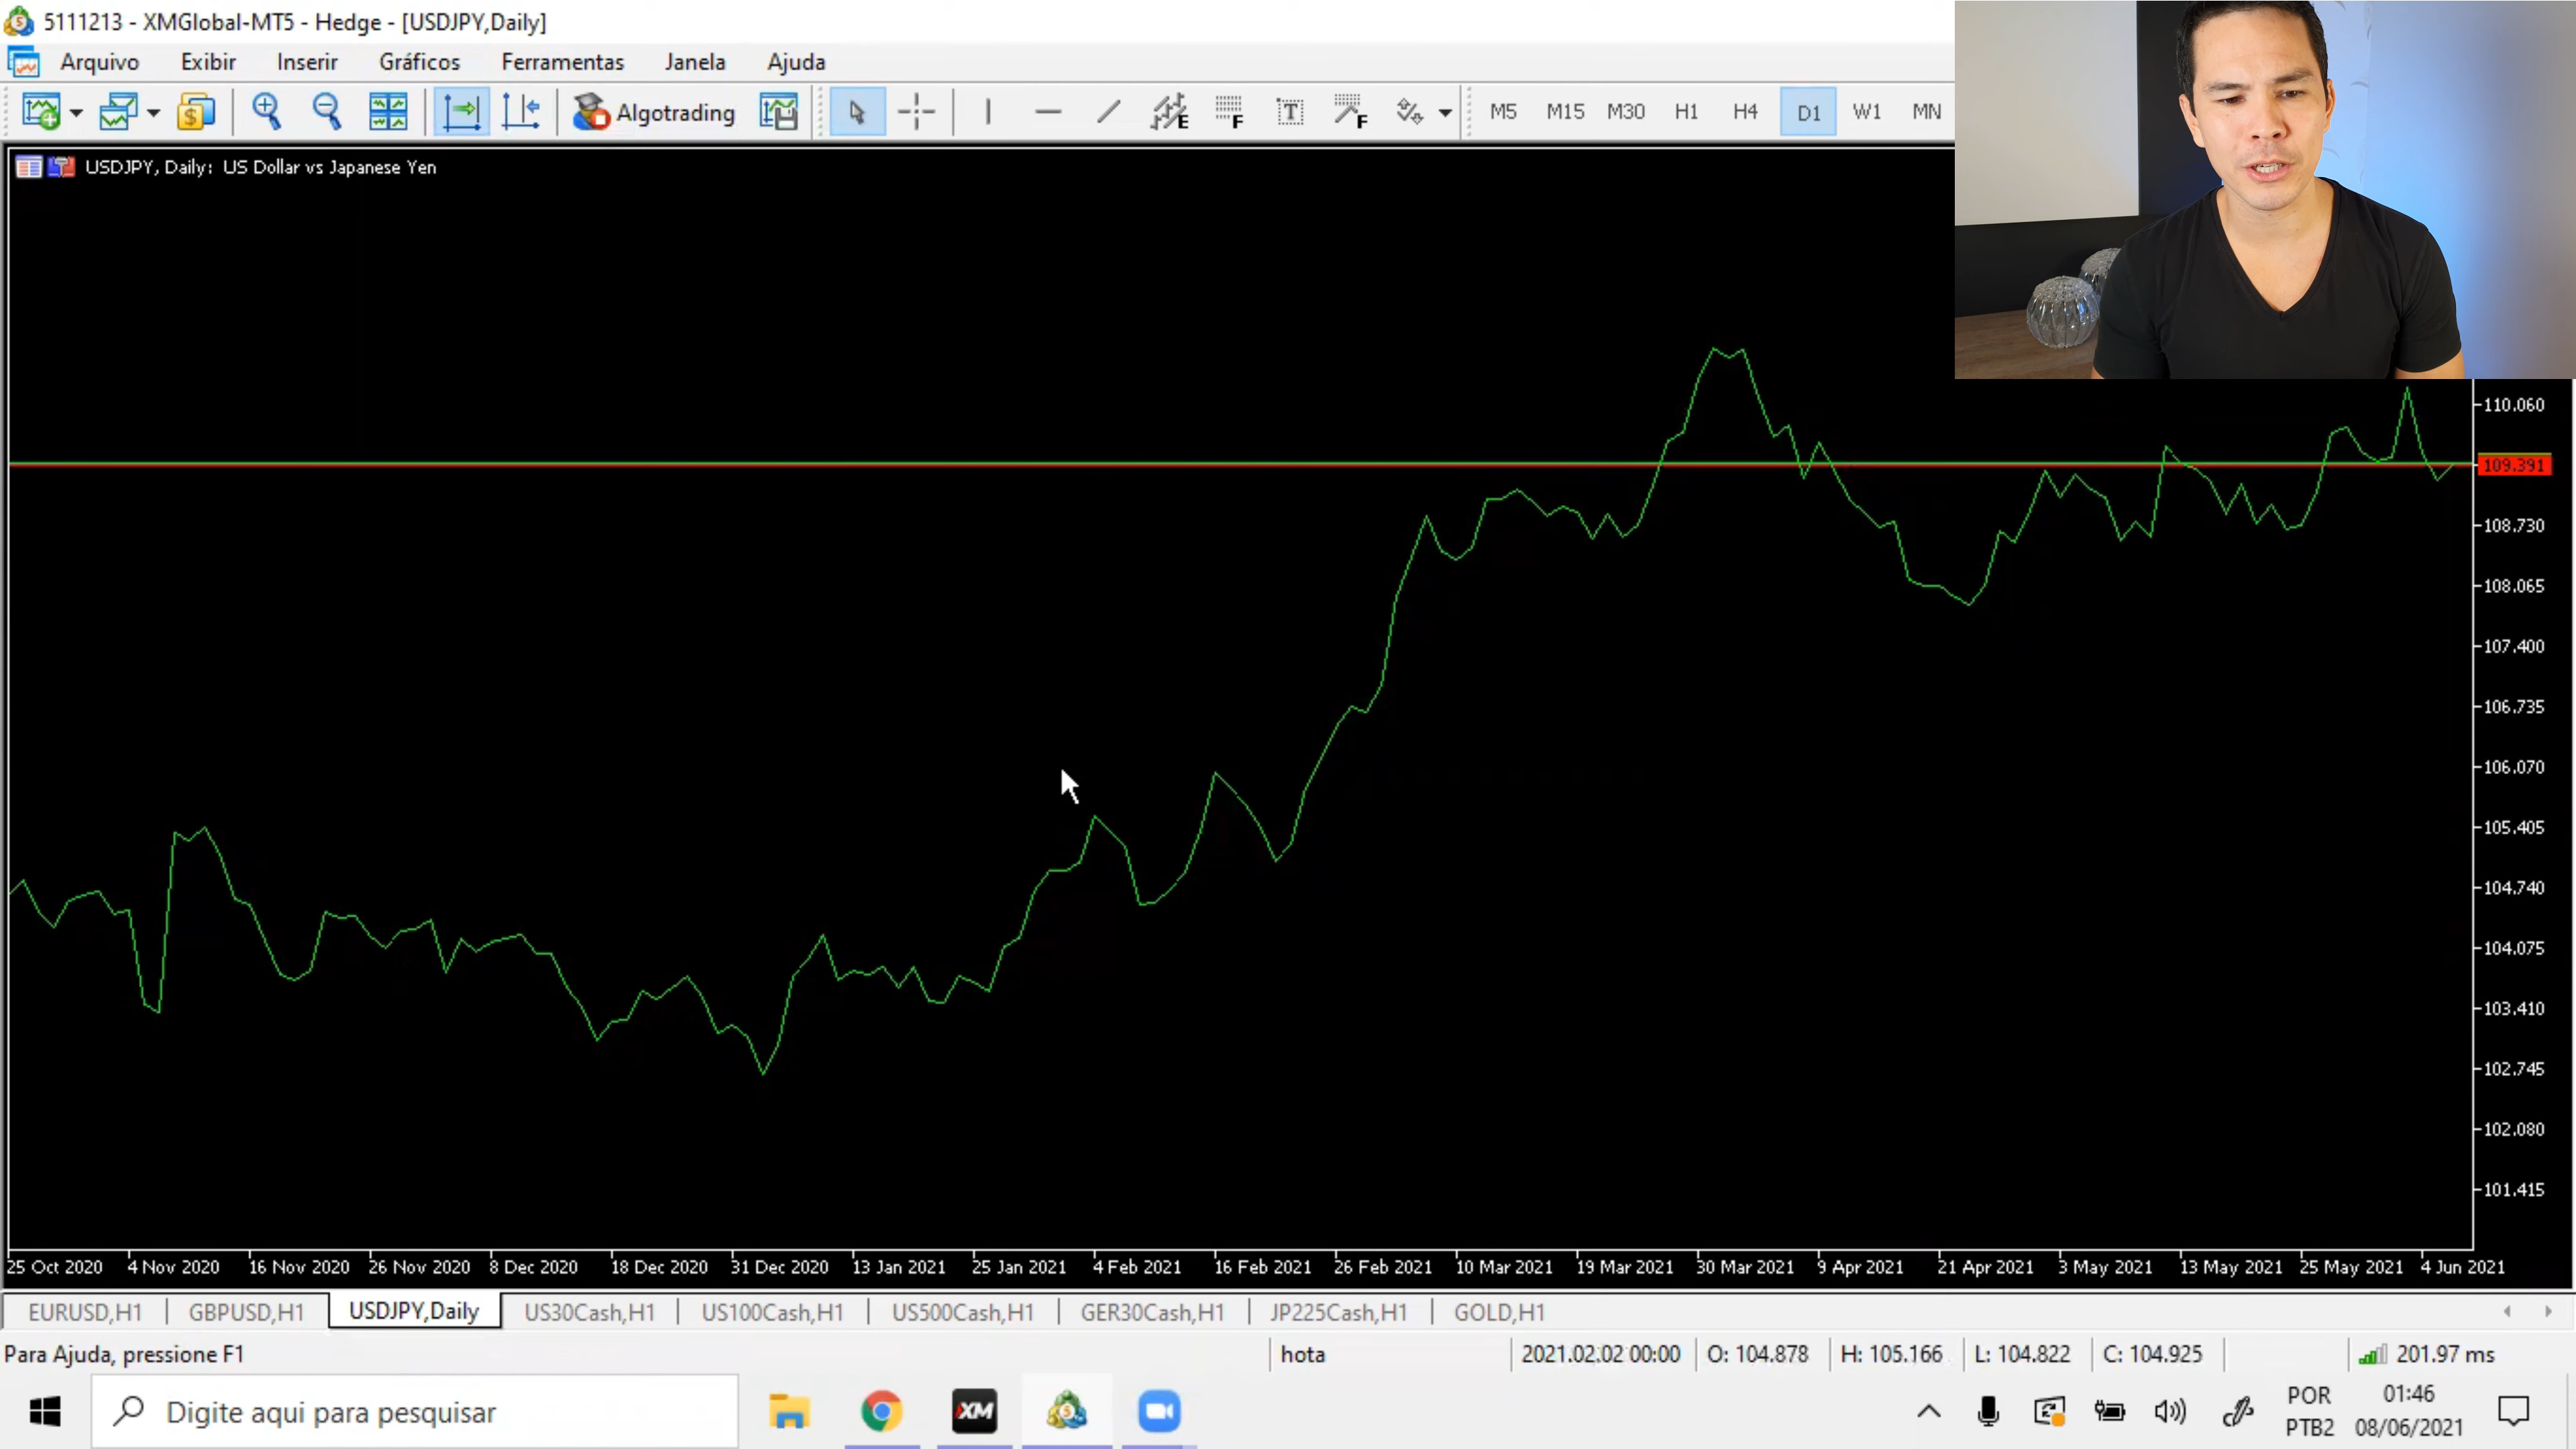 5111213 - XMGlobal-MT5 - Hedge - [USDJPY,Daily]
Arquivo Exibir Inserir Gráficos Ferramentas Janela Ajuda
Algotrading E F T F M5 M15 M30 H1 H4 D1 W1 MN
USDJPY, Daily: US Dollar vs Japanese Yen
110.060
109.391
108.730
108.065
107.400
106.735
106.070
105.405
104.740
104.075
103.410
102.745
102.080
101.415
25 Oct 2020 4 Nov 2020 16 Nov 2020 26 Nov 2020 8 Dec 2020 18 Dec 2020 31 Dec 2020 13 Jan 2021 25 Jan 2021 4 Feb 2021 16 Feb 2021 26 Feb 2021 10 Mar 2021 19 Mar 2021 30 Mar 2021 9 Apr 2021 21 Apr 2021 3 May 2021 13 May 2021 25 May 2021 4 Jun 2021
EURUSD,H1 GBPUSD,H1 USDJPY,Daily US30Cash,H1 US100Cash,H1 US500Cash,H1 GER30Cash,H1 JP225Cash,H1 GOLD,H1
Para Ajuda, pressione F1 hota 2021.02.02 00:00 O: 104.878 H: 105.166 L: 104.822 C: 104.925 201.97 ms
Digite aqui para pesquisar XM POR 01:46
PTB2 08/06/2021